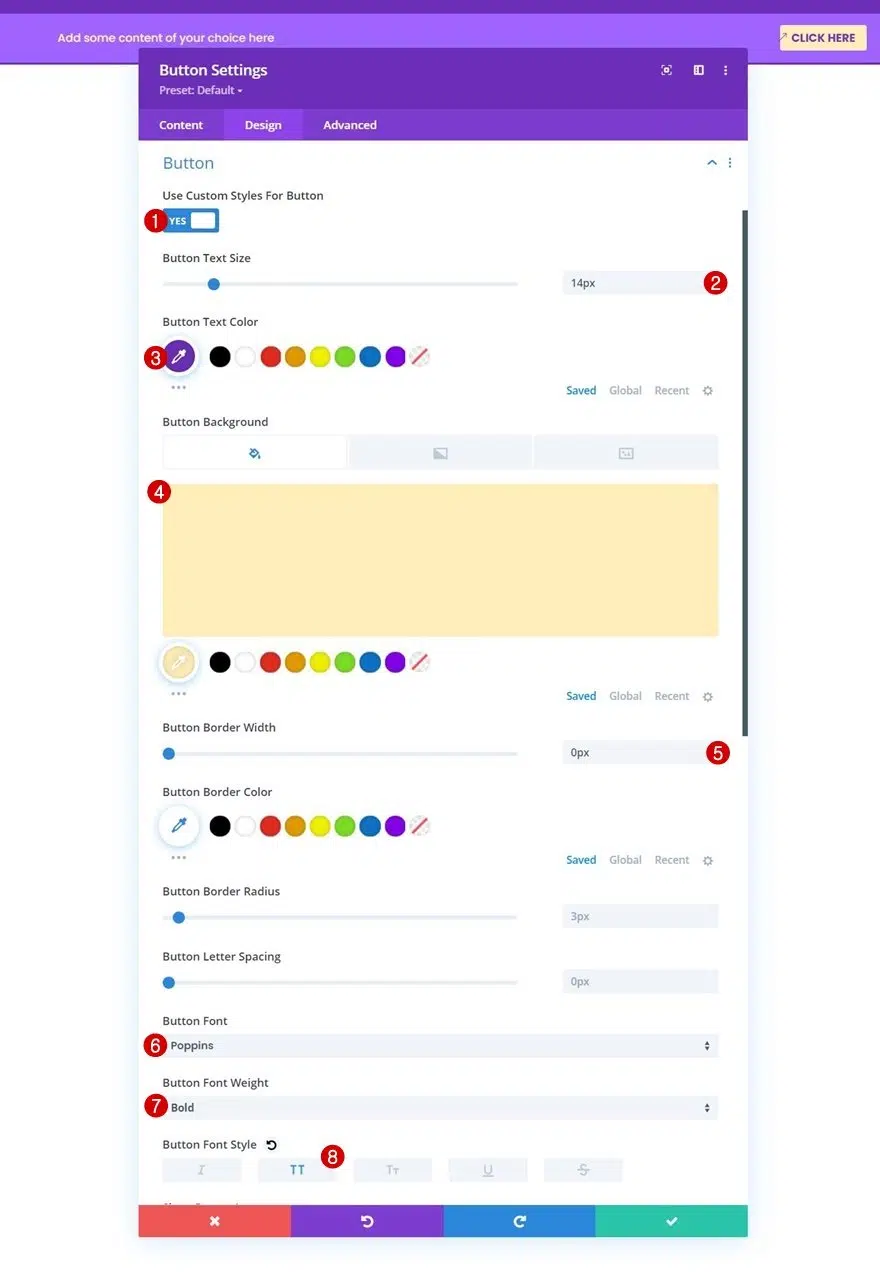 Add some content of your choice here
CLICK HERE
Button Settings
Preset: Default
Content Design Advanced
Button
Use Custom Styles For Button
1 YES
Button Text Size
14px 2
Button Text Color
3
Saved Global Recent
Button Background
4
Saved Global Recent
Button Border Width
0px 5
Button Border Color
Saved Global Recent
Button Border Radius
3px
Button Letter Spacing
0px
Button Font
6 Poppins
Button Font Weight
7 Bold
Button Font Style
8
I TT Tт U S